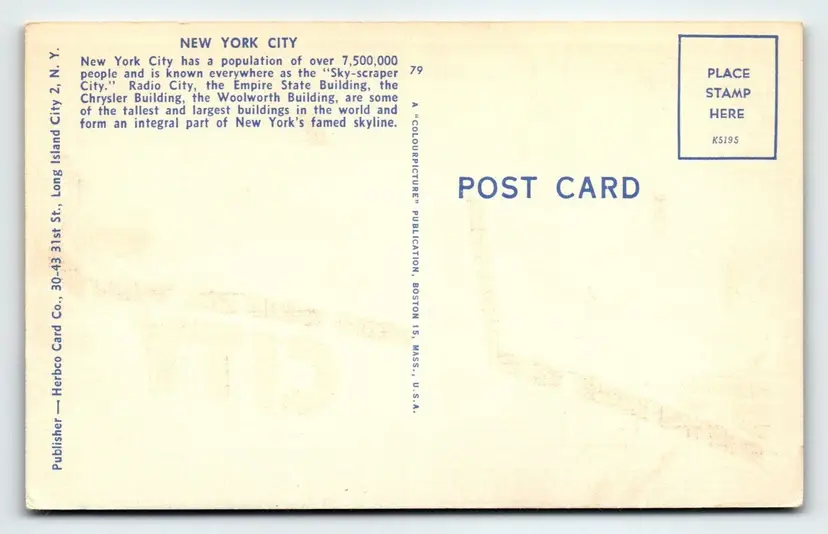 NEW YORK CITY
New York City has a population of over 7,500,000
people and is known everywhere as the "Sky-scraper
City." Radio City, the Empire State Building, the
Chrysler Building, the Woolworth Building, are some
of the tallest and largest buildings in the world and
form an integral part of New York's famed skyline.
Publisher — Herbco Card Co., 30-43 31st St., Long Island City 2, N. Y.
79
A "COLOURPICTURE" PUBLICATION, BOSTON 15, MASS., U.S.A.
POST CARD
PLACE
STAMP
HERE
K5195